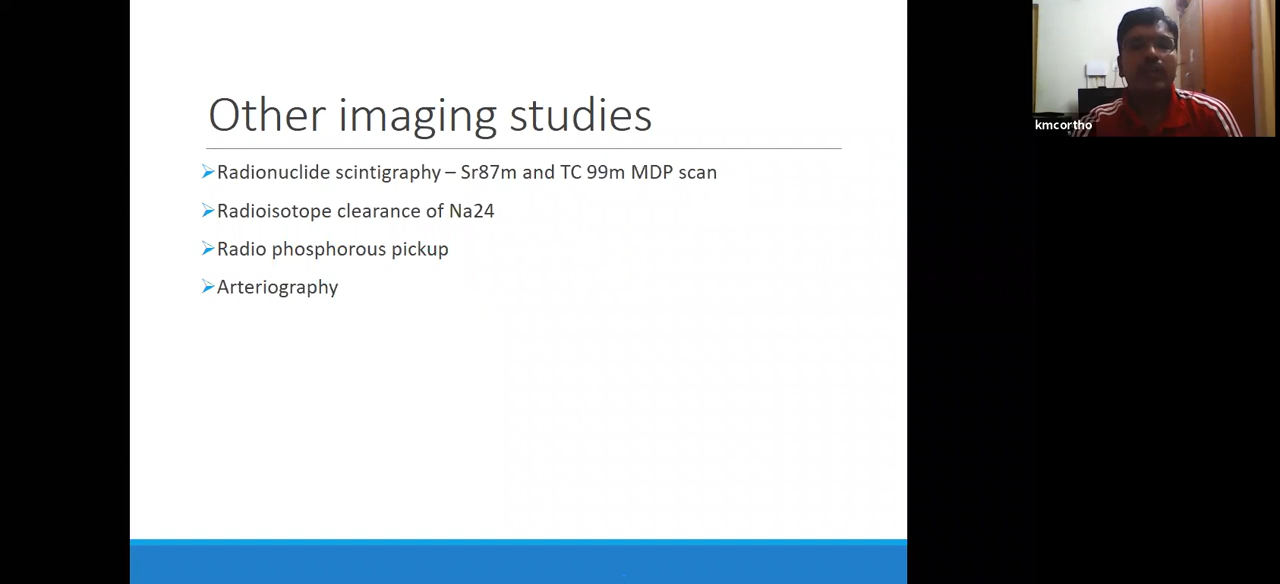 Other imaging studies
Radionuclide scintigraphy – Sr87m and TC 99m MDP scan
Radioisotope clearance of Na24
Radio phosphorous pickup
Arteriography
kmcortho